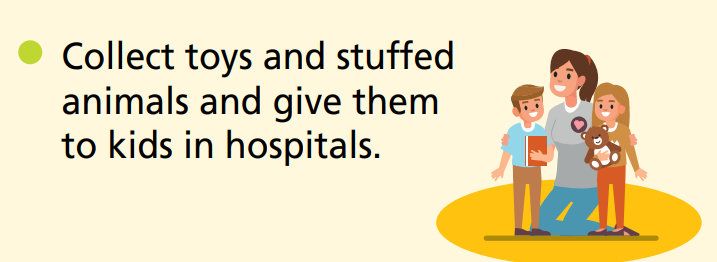 Collect toys and stuffed
animals and give them
to kids in hospitals.